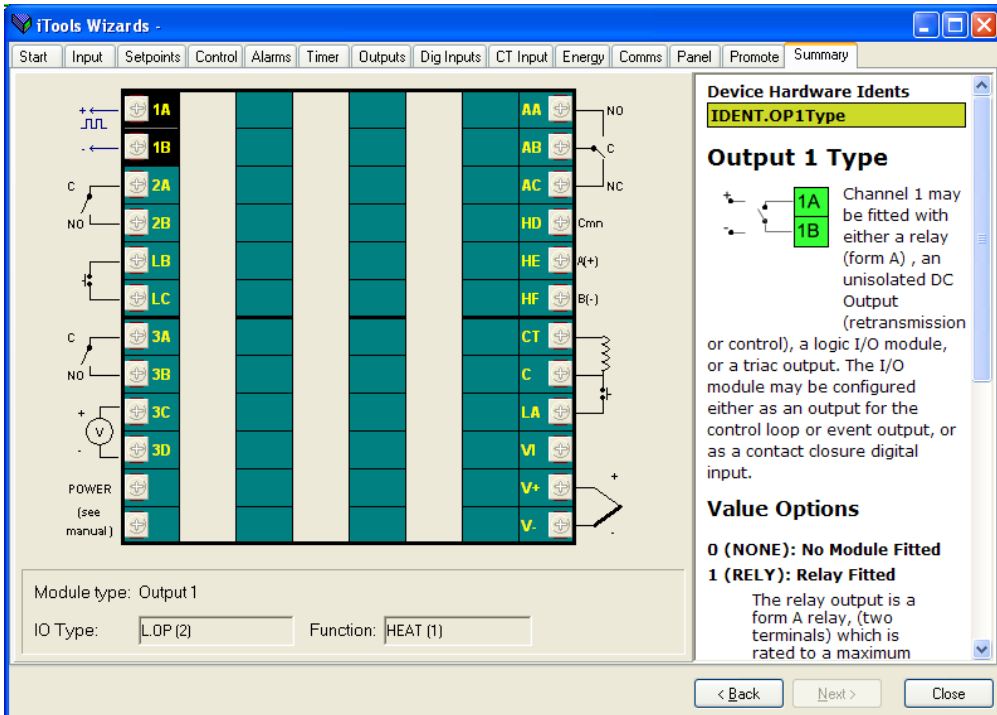 iTools Wizards -
Start Input Setpoints Control Alarms Timer Outputs Dig Inputs CT Input Energy Comms Panel Promote Summary
+ 1A AA NO
- 1B AB C
C 2A AC NC
NO 2B HD Cmn
LB HE A(+)
LC HF B(-)
C 3A CT
NO 3B C
+ 3C LA
V
- 3D VI
POWER V+ +
(see
manual) V- -
Module type: Output 1
IO Type: L.OP (2) Function: HEAT (1)
Device Hardware Idents
IDENT.OP1Type
Output 1 Type
+ 1A
- 1B
Channel 1 may
be fitted with
either a relay
(form A) , an
unisolated DC
Output
(retransmission
or control), a logic I/O module,
or a triac output. The I/O
module may be configured
either as an output for the
control loop or event output, or
as a contact closure digital
input.
Value Options
0 (NONE): No Module Fitted
1 (RELY): Relay Fitted
The relay output is a
form A relay, (two
terminals) which is
rated to a maximum
< Back Next > Close